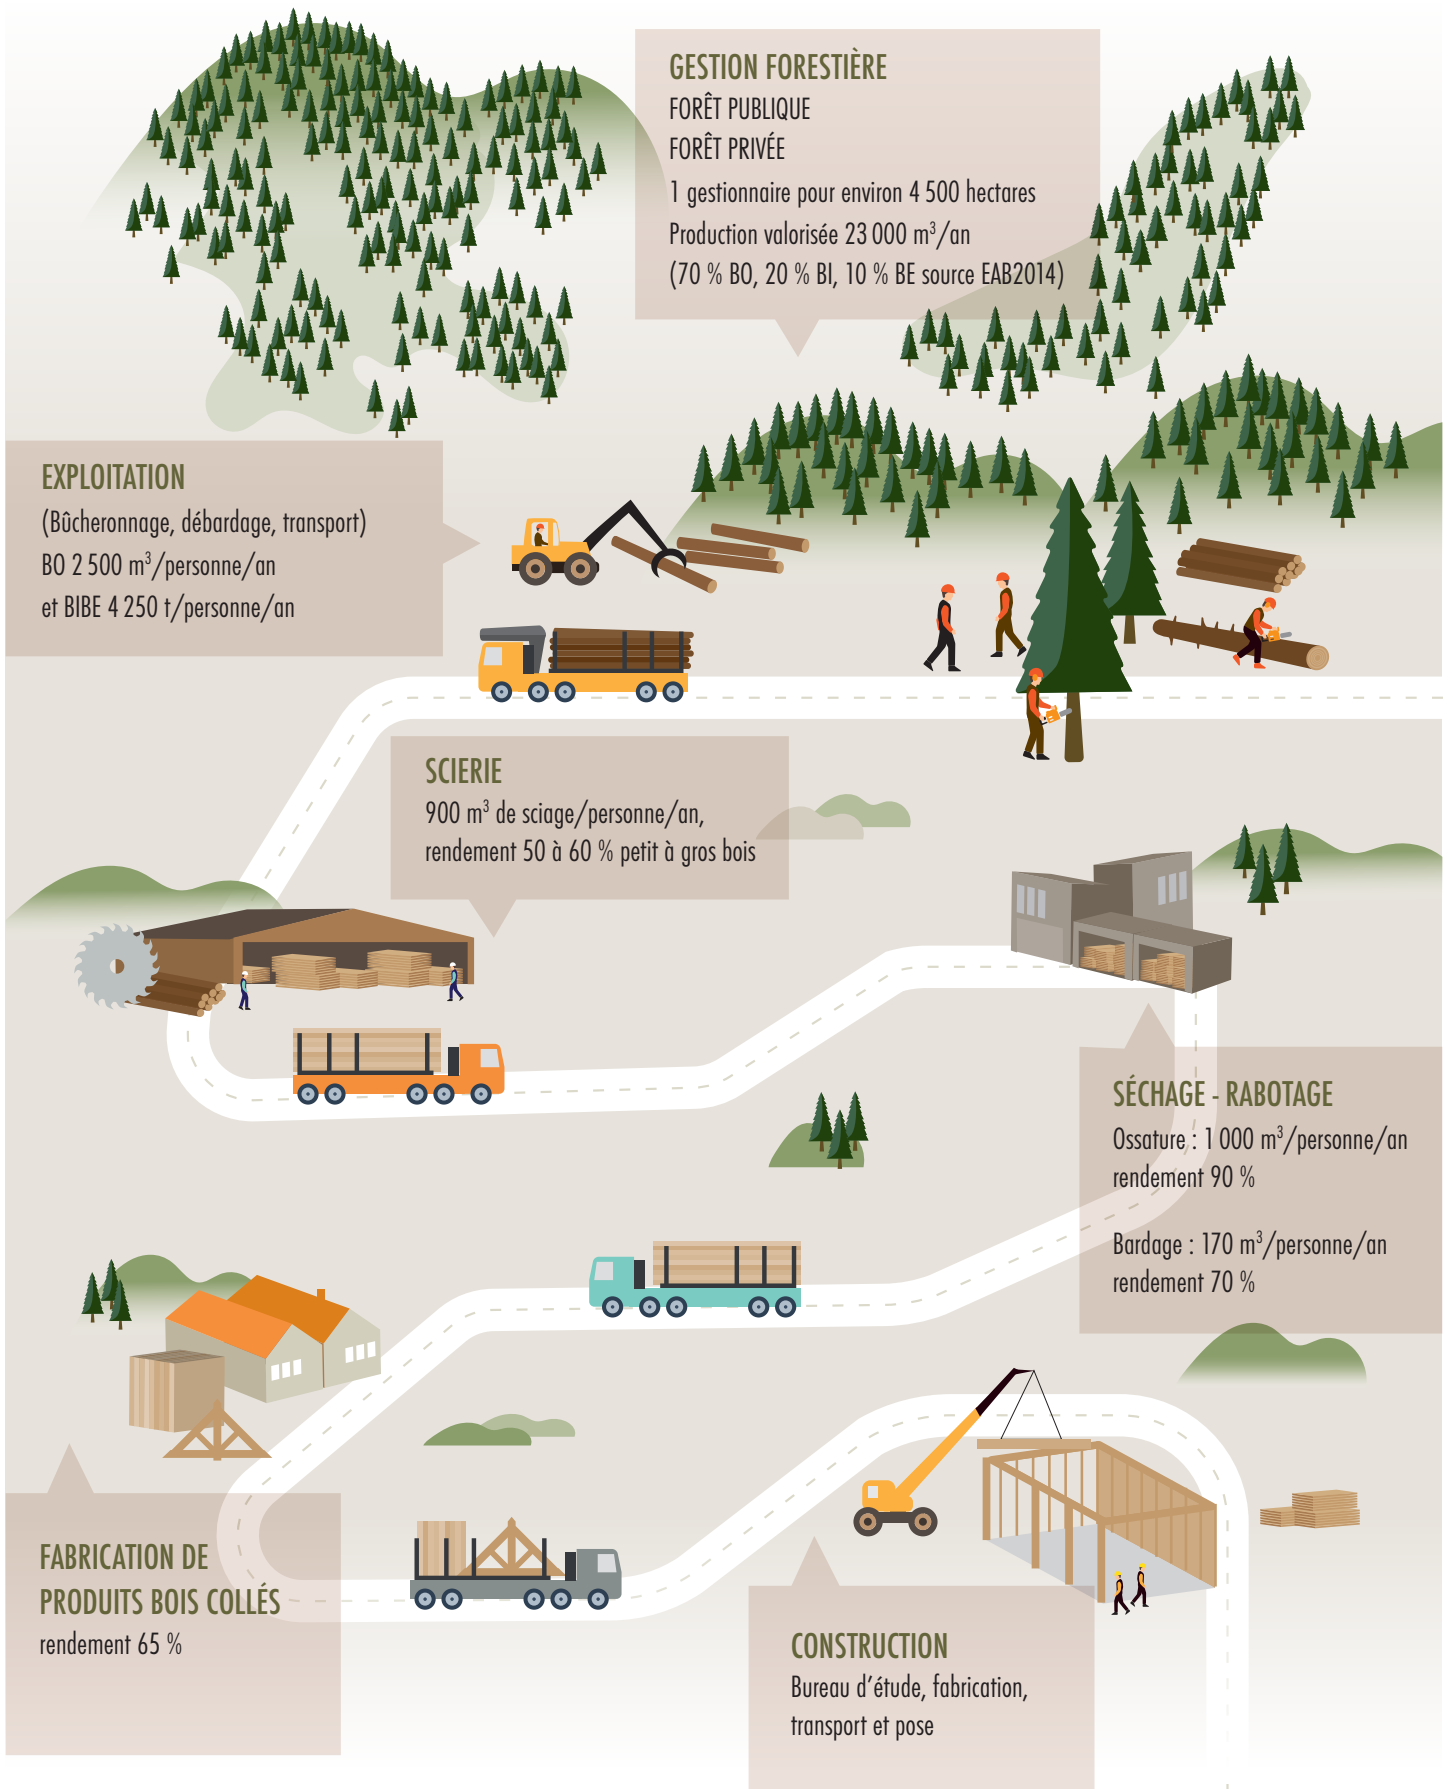 GESTION FORESTIÈRE
FORÊT PUBLIQUE
FORÊT PRIVÉE
1 gestionnaire pour environ 4 500 hectares
Production valorisée 23 000 m³/an
(70 % BO, 20 % BI, 10 % BE source EAB2014)
EXPLOITATION
(Bûcheronnage, débardage, transport)
BO 2 500 m³/personne/an
et BIBE 4 250 t/personne/an
SCIERIE
900 m³ de sciage/personne/an,
rendement 50 à 60 % petit à gros bois
SÉCHAGE - RABOTAGE
Ossature : 1 000 m³/personne/an
rendement 90 %
Bardage : 170 m³/personne/an
rendement 70 %
FABRICATION DE
PRODUITS BOIS COLLÉS
rendement 65 %
CONSTRUCTION
Bureau d’étude, fabrication,
transport et pose